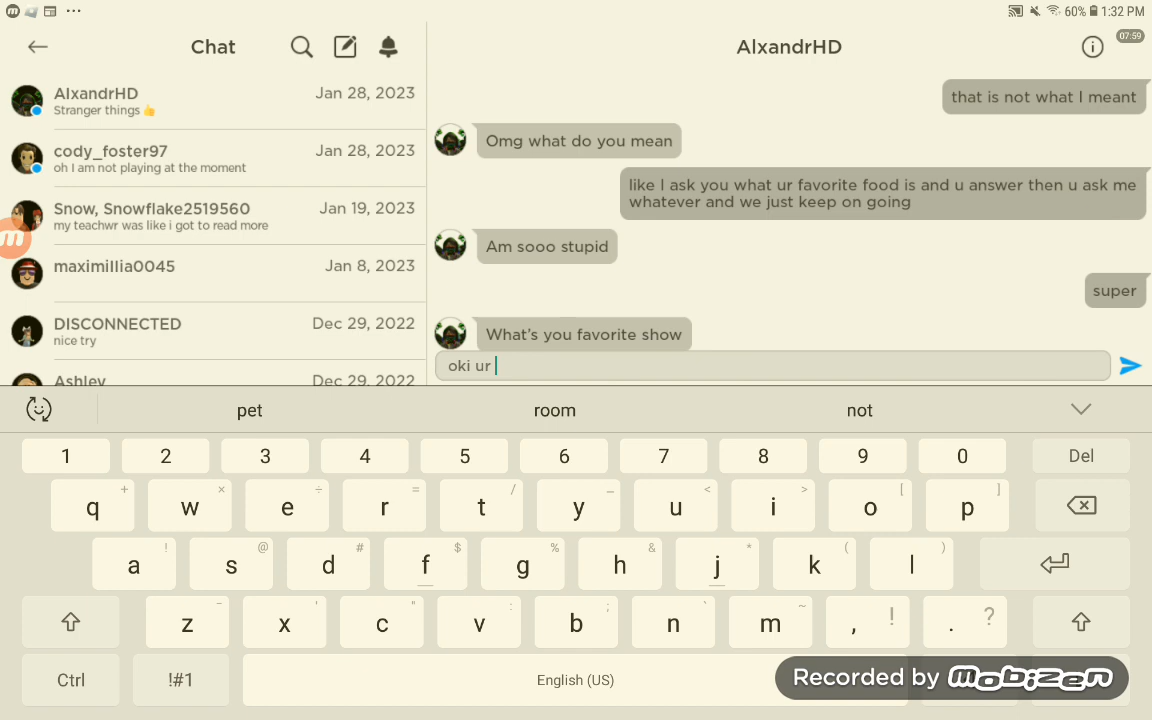 60% 1:32 PM
Chat
AlxandrHD
07:59
AlxandrHD
Jan 28, 2023
Stranger things 👍
cody_foster97
Jan 28, 2023
oh I am not playing at the moment
Snow, Snowflake2519560
Jan 19, 2023
my teachwr was like i got to read more
maximillia0045
Jan 8, 2023
DISCONNECTED
Dec 29, 2022
nice try
Ashley
Dec 29, 2022
that is not what I meant
Omg what do you mean
like I ask you what ur favorite food is and u answer then u ask me
whatever and we just keep on going
Am sooo stupid
super
What's you favorite show
oki ur
pet room not
1 2 3 4 5 6 7 8 9 0 Del
q + w × e ÷ r = t / y _ u < i > o [ p ]
a ! s @ d # f $ g % h & j * k ( l )
z - x ' c " v : b ; n ` m ~ , ! . ?
Ctrl !#1 English (US)
Recorded by mobizen